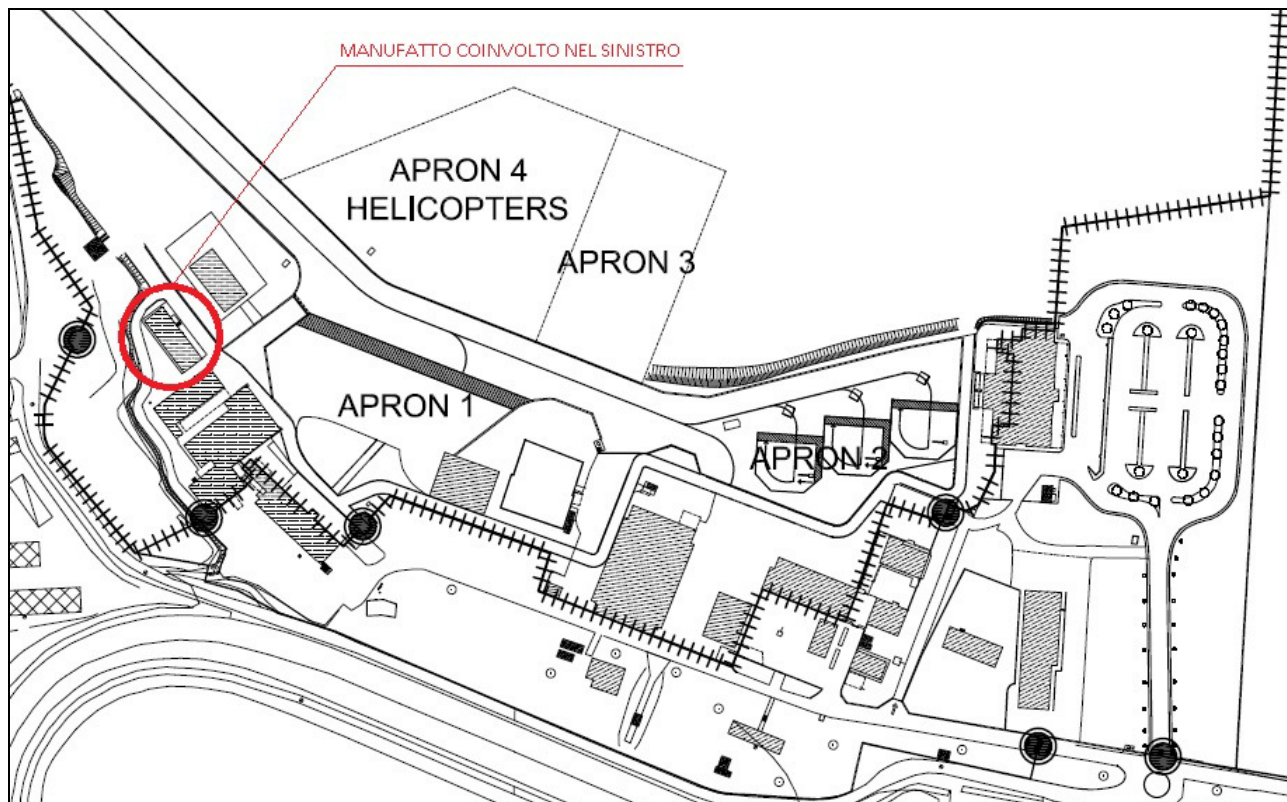 MANUFATTO COINVOLTO NEL SINISTRO
APRON 4
HELICOPTERS
APRON 3
APRON 1
APRON 2